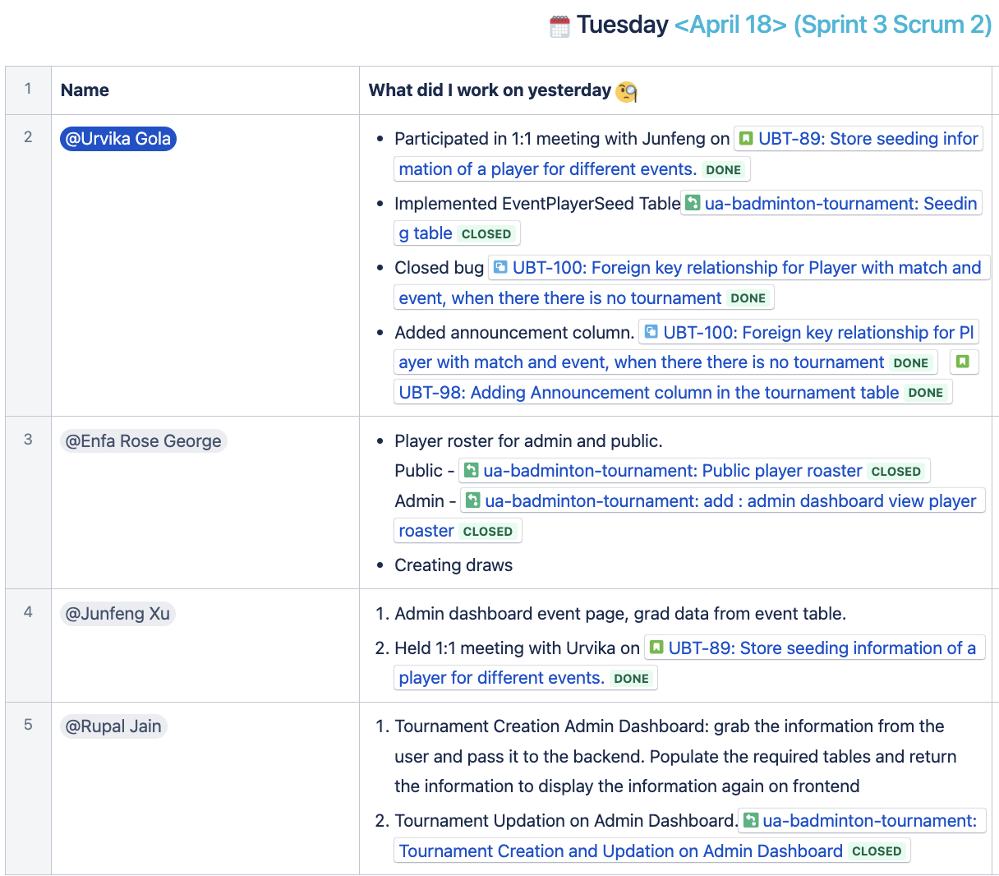 Tuesday <April 18> (Sprint 3 Scrum 2)
1
Name
What did I work on yesterday
2
@Urvika Gola
Participated in 1:1 meeting with Junfeng on UBT-89: Store seeding infor
mation of a player for different events. DONE
Implemented EventPlayerSeed Table ua-badminton-tournament: Seedin
g table CLOSED
Closed bug UBT-100: Foreign key relationship for Player with match and
event, when there there is no tournament DONE
Added announcement column. UBT-100: Foreign key relationship for Pl
ayer with match and event, when there there is no tournament DONE
UBT-98: Adding Announcement column in the tournament table DONE
3
@Enfa Rose George
Player roster for admin and public.
Public - ua-badminton-tournament: Public player roaster CLOSED
Admin - ua-badminton-tournament: add : admin dashboard view player
roaster CLOSED
Creating draws
4
@Junfeng Xu
1. Admin dashboard event page, grad data from event table.
2. Held 1:1 meeting with Urvika on UBT-89: Store seeding information of a
player for different events. DONE
5
@Rupal Jain
1. Tournament Creation Admin Dashboard: grab the information from the
user and pass it to the backend. Populate the required tables and return
the information to display the information again on frontend
2. Tournament Updation on Admin Dashboard. ua-badminton-tournament:
Tournament Creation and Updation on Admin Dashboard CLOSED